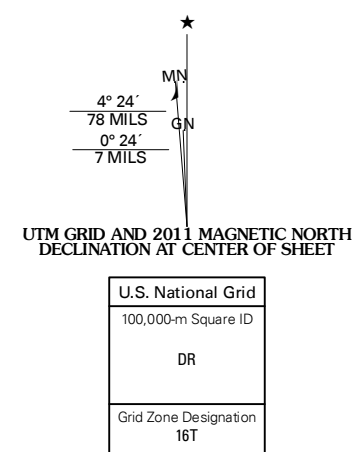 ★
MN
4° 24´
78 MILS
GN
0° 24´
7 MILS
UTM GRID AND 2011 MAGNETIC NORTH
DECLINATION AT CENTER OF SHEET
U.S. National Grid
100,000-m Square ID
DR
Grid Zone Designation
16T